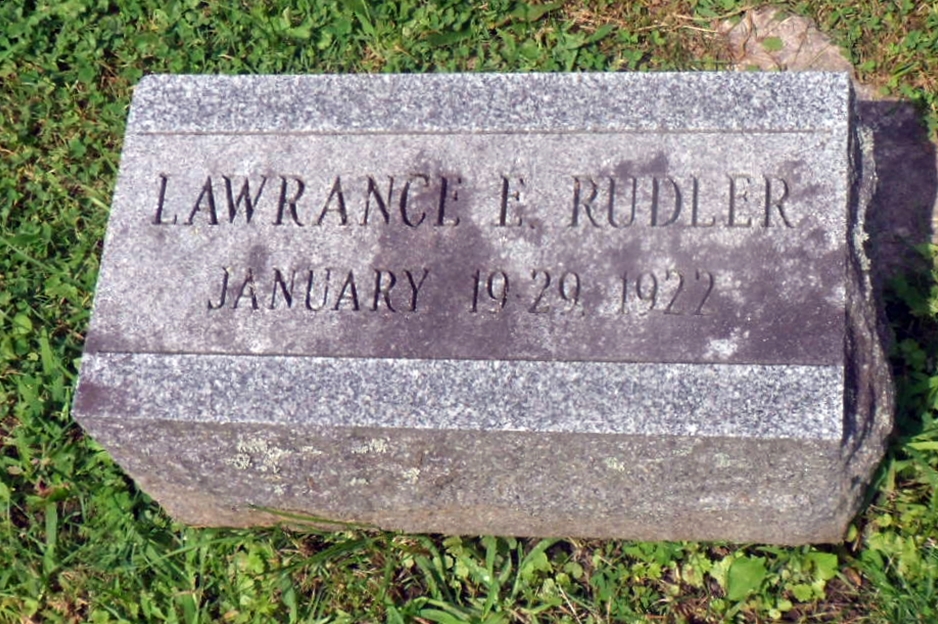 LAWRANCE E. RUDLER
JANUARY 19-29, 1922